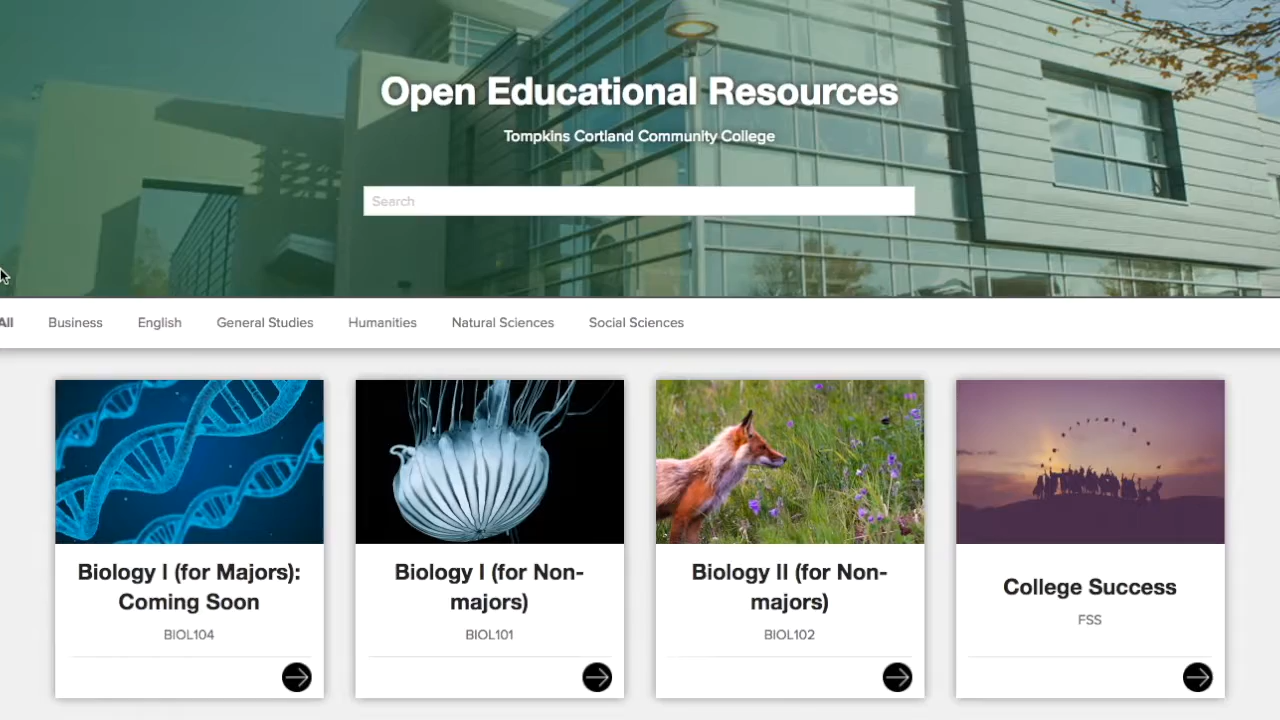 Open Educational Resources
Tompkins Cortland Community College
Search
All
Business
English
General Studies
Humanities
Natural Sciences
Social Sciences
Biology I (for Majors):
Coming Soon
BIOL104
Biology I (for Non-
majors)
BIOL101
Biology II (for Non-
majors)
BIOL102
College Success
FSS